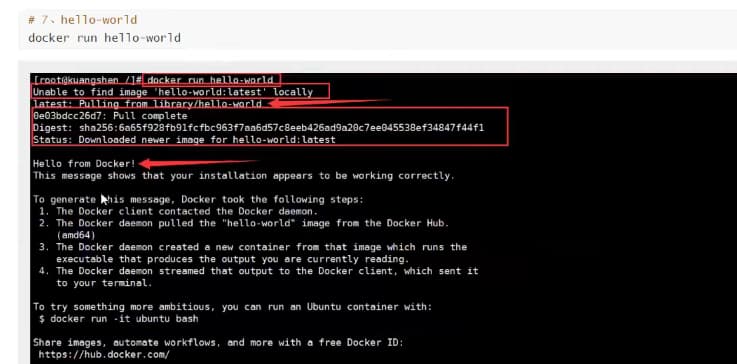 # 7、hello-world
docker run hello-world
[root@kuangshen /]# docker run hello-world
Unable to find image 'hello-world:latest' locally
latest: Pulling from library/hello-world
0e03bdcc26d7: Pull complete
Digest: sha256:6a65f928fb91fcfbc963f7aa6d57c8eeb426ad9a20c7ee045538ef34847f44f1
Status: Downloaded newer image for hello-world:latest
Hello from Docker!
This message shows that your installation appears to be working correctly.
To generate this message, Docker took the following steps:
1. The Docker client contacted the Docker daemon.
2. The Docker daemon pulled the "hello-world" image from the Docker Hub.
(amd64)
3. The Docker daemon created a new container from that image which runs the
executable that produces the output you are currently reading.
4. The Docker daemon streamed that output to the Docker client, which sent it
to your terminal.
To try something more ambitious, you can run an Ubuntu container with:
$ docker run -it ubuntu bash
Share images, automate workflows, and more with a free Docker ID:
https://hub.docker.com/